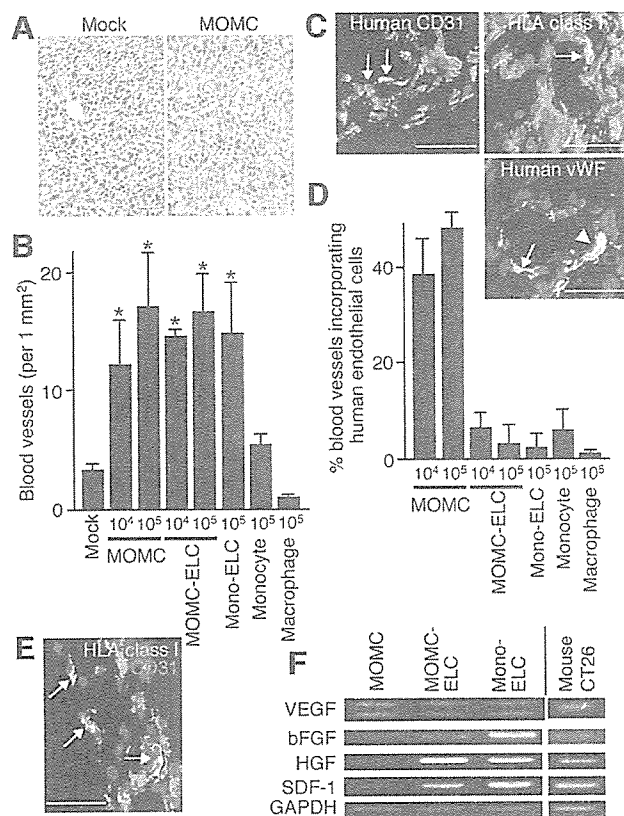 A
Mock
MOMC
B
Blood vessels (per 1 mm²)
20
10
0
*
*
*
*
*
10⁴
10⁵
10⁴
10⁵
10⁵
10⁵
10⁵
Mock
MOMC
MOMC-ELC
Mono-ELC
Monocyte
Macrophage
C
Human CD31
HLA class I
Human vWF
D
% blood vessels incorporating
human endothelial cells
40
20
0
10⁴
10⁵
10⁴
10⁵
10⁵
10⁵
10⁵
MOMC
MOMC-ELC
Mono-ELC
Monocyte
Macrophage
E
HLA class I
CD31
F
MOMC
MOMC-
ELC
Mono-
ELC
Mouse
CT26
VEGF
bFGF
HGF
SDF-1
GAPDH